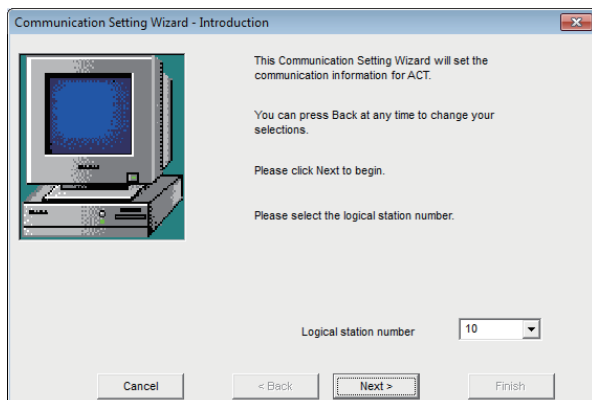 Communication Setting Wizard - Introduction
This Communication Setting Wizard will set the
communication information for ACT.
You can press Back at any time to change your
selections.
Please click Next to begin.
Please select the logical station number.
Logical station number
10
Cancel
< Back
Next >
Finish